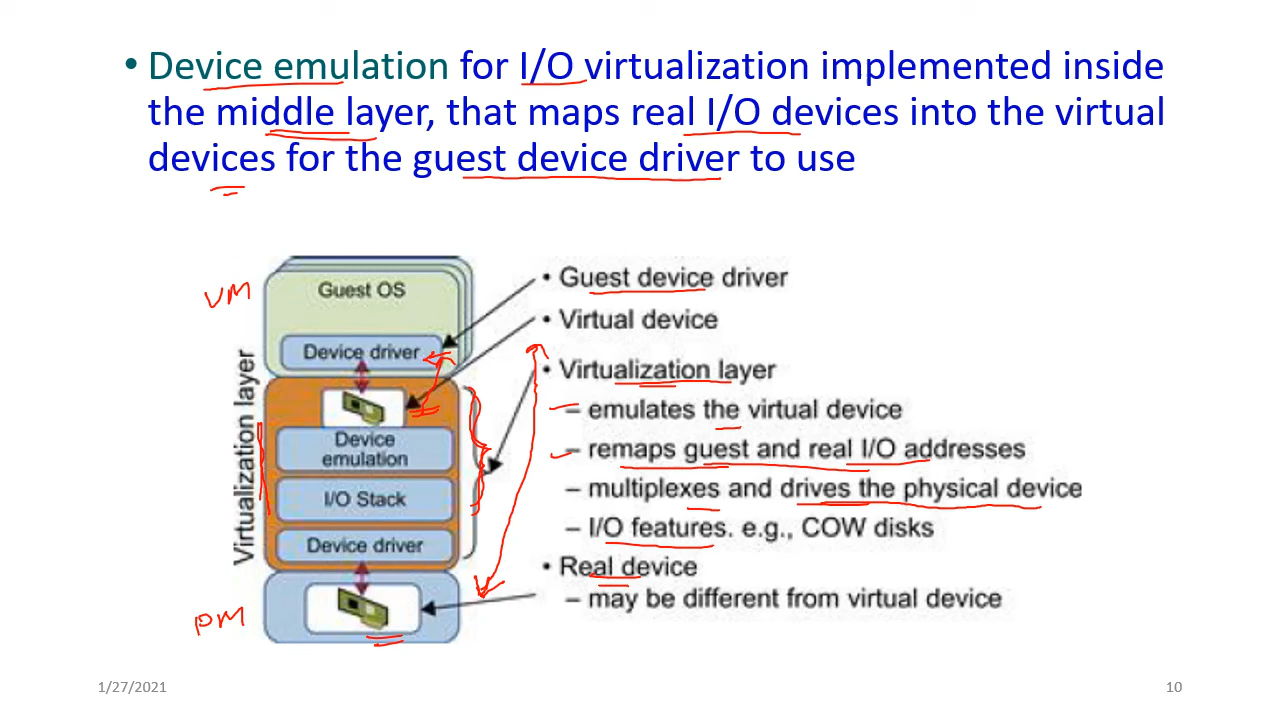 • Device emulation for I/O virtualization implemented inside
the middle layer, that maps real I/O devices into the virtual
devices for the guest device driver to use
VM
Guest OS
Device driver
Device
emulation
I/O Stack
Device driver
Virtualization layer
PM
• Guest device driver
• Virtual device
• Virtualization layer
– emulates the virtual device
– remaps guest and real I/O addresses
– multiplexes and drives the physical device
– I/O features. e.g., COW disks
• Real device
– may be different from virtual device
1/27/2021
10